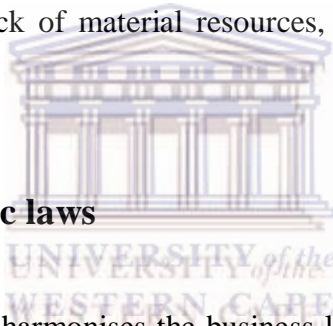 ck of material resources,
c laws
UNIVERSITY of the
WESTERN CAPE
harmonises the business l